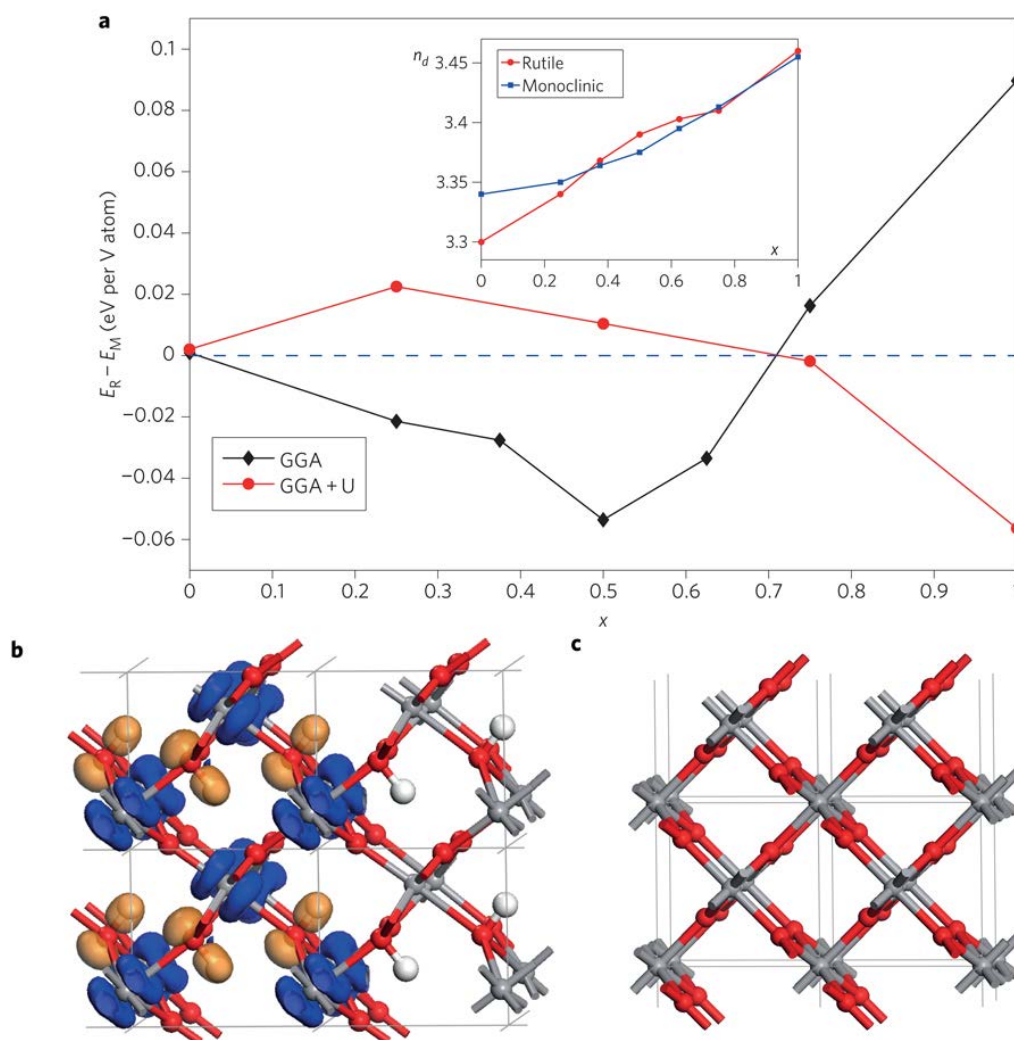 a
0.1
0.08
0.06
0.04
0.02
0
−0.02
−0.04
−0.06
E_R − E_M (eV per V atom)
0 0.1 0.2 0.3 0.4 0.5 0.6 0.7 0.8 0.9
x
GGA
GGA + U
n_d
3.45
3.4
3.35
3.3
0 0.2 0.4 0.6 0.8 1
x
Rutile
Monoclinic
b
c